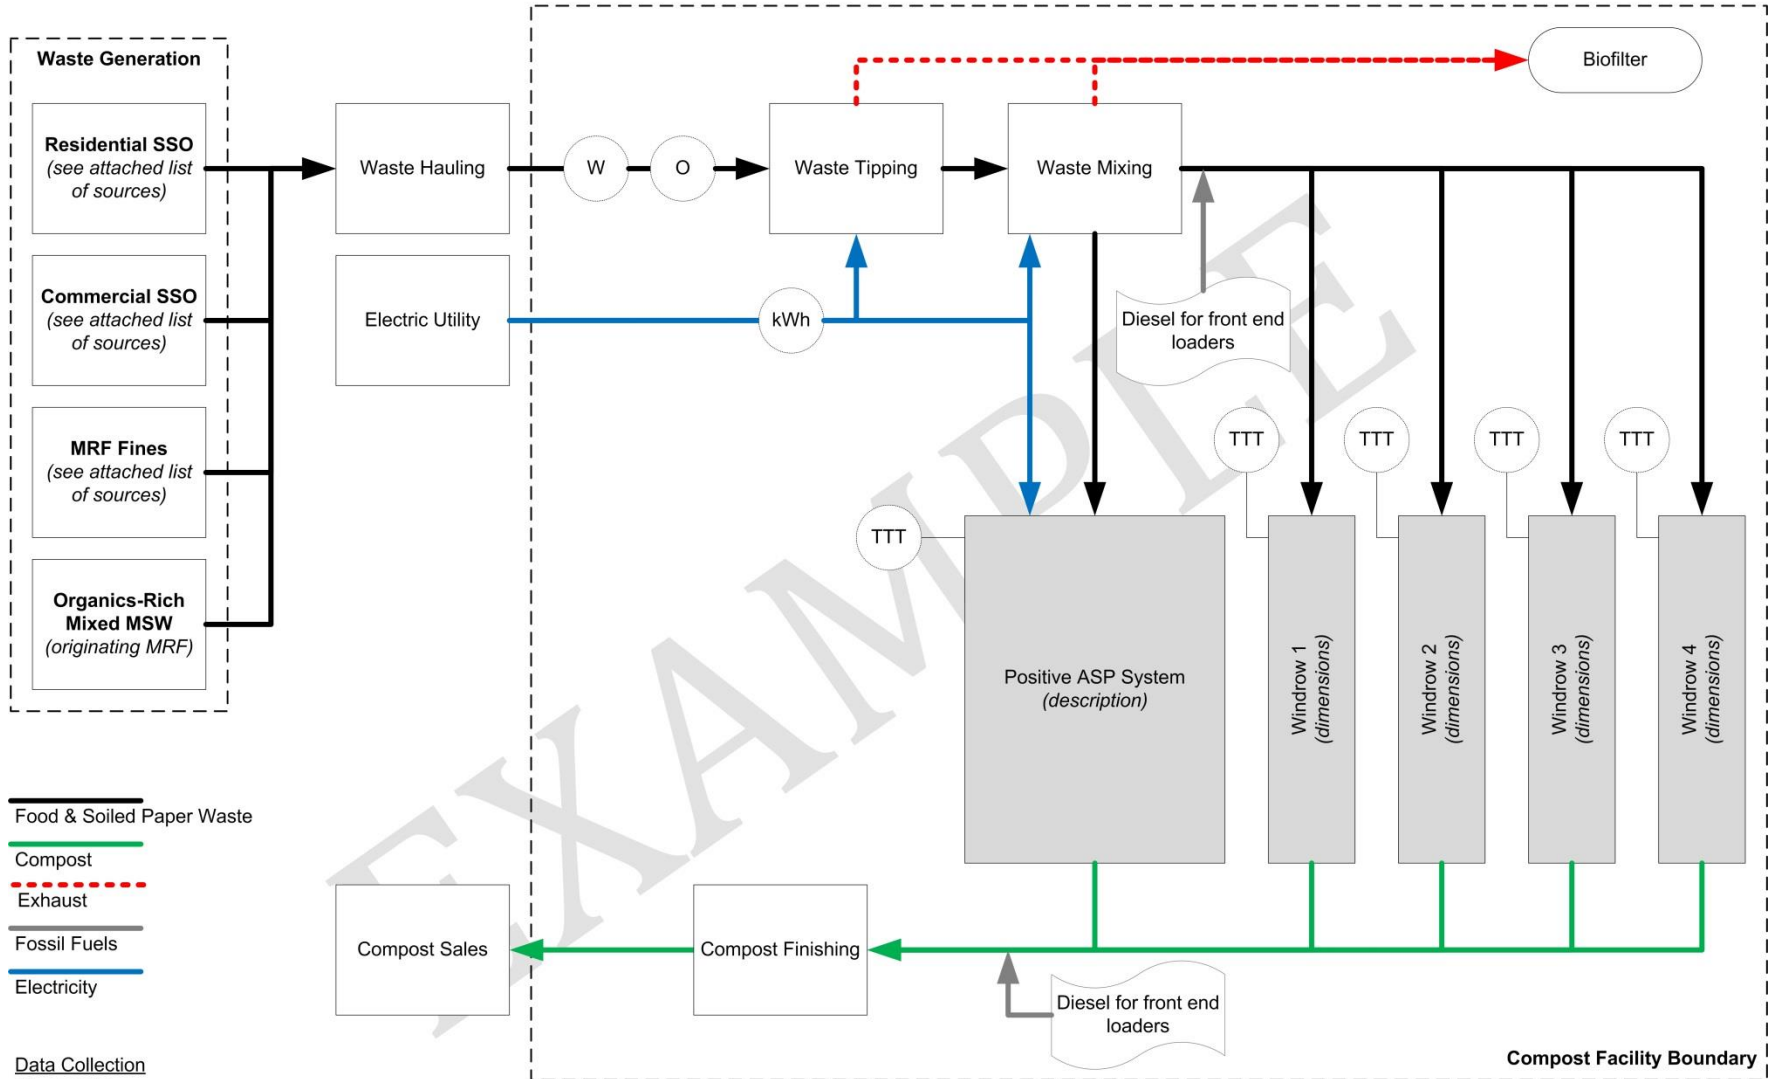 Waste Generation
Residential SSO
(see attached list
of sources)
Commercial SSO
(see attached list
of sources)
MRF Fines
(see attached list
of sources)
Organics-Rich
Mixed MSW
(originating MRF)
Waste Hauling
Electric Utility
W
O
kWh
Waste Tipping
Waste Mixing
Biofilter
Diesel for front end
loaders
TTT
TTT
TTT
TTT
TTT
Positive ASP System
(description)
Windrow 1
(dimensions)
Windrow 2
(dimensions)
Windrow 3
(dimensions)
Windrow 4
(dimensions)
EXAMPLE
Food & Soiled Paper Waste
Compost
Exhaust
Fossil Fuels
Electricity
Compost Sales
Compost Finishing
Diesel for front end
loaders
Data Collection
Compost Facility Boundary